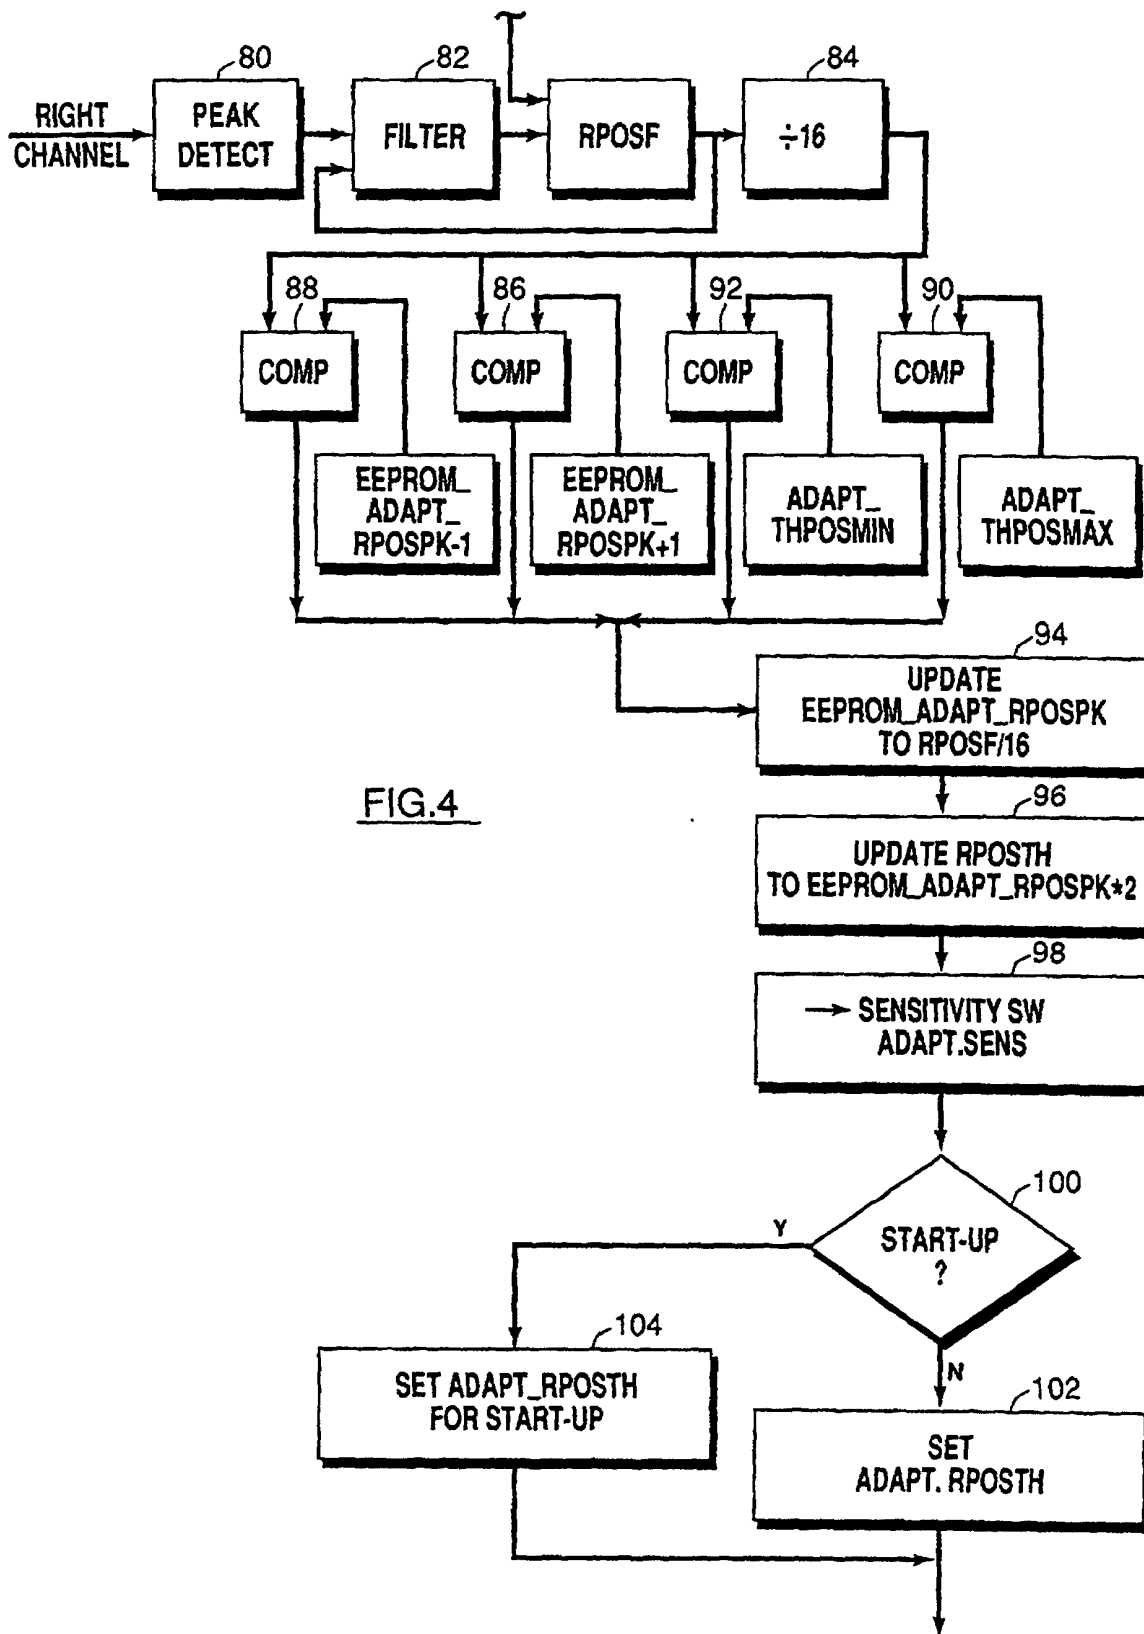 80
82
84
RIGHT
CHANNEL
PEAK
DETECT
FILTER
RPOSF
÷16
88
86
92
90
COMP
COMP
COMP
COMP
EEPROM_
ADAPT_
RPOSPK-1
EEPROM_
ADAPT_
RPOSPK+1
ADAPT_
THPOSMIN
ADAPT_
THPOSMAX
94
UPDATE
EEPROM_ADAPT_RPOSPK
TO RPOSF/16
FIG.4
96
UPDATE RPOSTH
TO EEPROM_ADAPT_RPOSPK*2
98
SENSITIVITY SW
ADAPT.SENS
100
Y
START-UP
?
N
104
SET ADAPT_RPOSTH
FOR START-UP
102
SET
ADAPT. RPOSTH